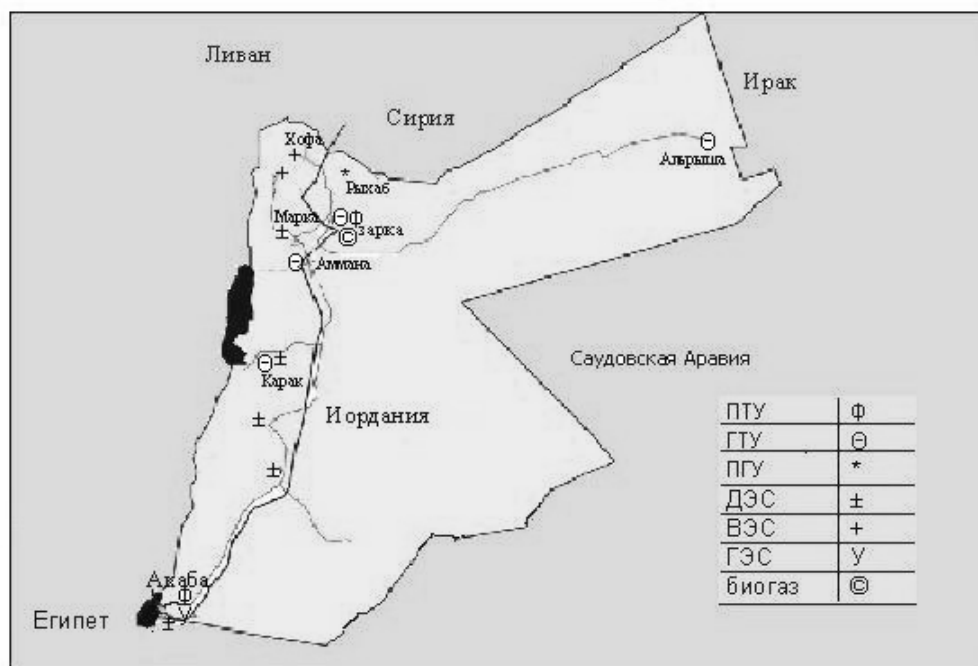 Ливан
Ирак
Сирия
Хофа
Θ
+
Альрыша
+
*
Рыхаб
Марка
Θ Ф
±
зарка
©
Θ
Аммана
Саудовская Аравия
Θ ±
Карак
±
Иордания
±
ПТУ Ф
ГТУ Θ
ПГУ *
ДЭС ±
ВЭС +
ГЭС У
биогаз ©
Акаба
Ф
У
Египет
±